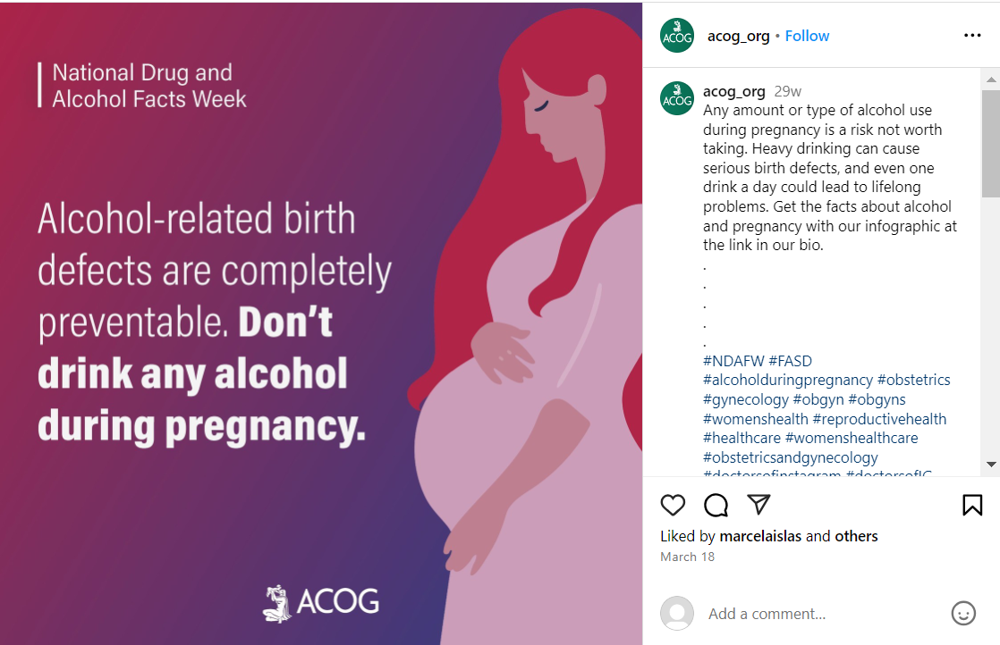 National Drug and
Alcohol Facts Week
Alcohol-related birth
defects are completely
preventable. Don't
drink any alcohol
during pregnancy.
ACOG
ACOG
acog_org • Follow
ACOG
acog_org 29w
Any amount or type of alcohol use
during pregnancy is a risk not worth
taking. Heavy drinking can cause
serious birth defects, and even one
drink a day could lead to lifelong
problems. Get the facts about alcohol
and pregnancy with our infographic at
the link in our bio.
.
.
.
.
.
#NDAFW #FASD
#alcoholduringpregnancy #obstetrics
#gynecology #obgyn #obgyns
#womenshealth #reproductivehealth
#healthcare #womenshealthcare
#obstetricsandgynecology
#doctorsofinstagram #doctorsofIG
Liked by marcelaislas and others
March 18
Add a comment...